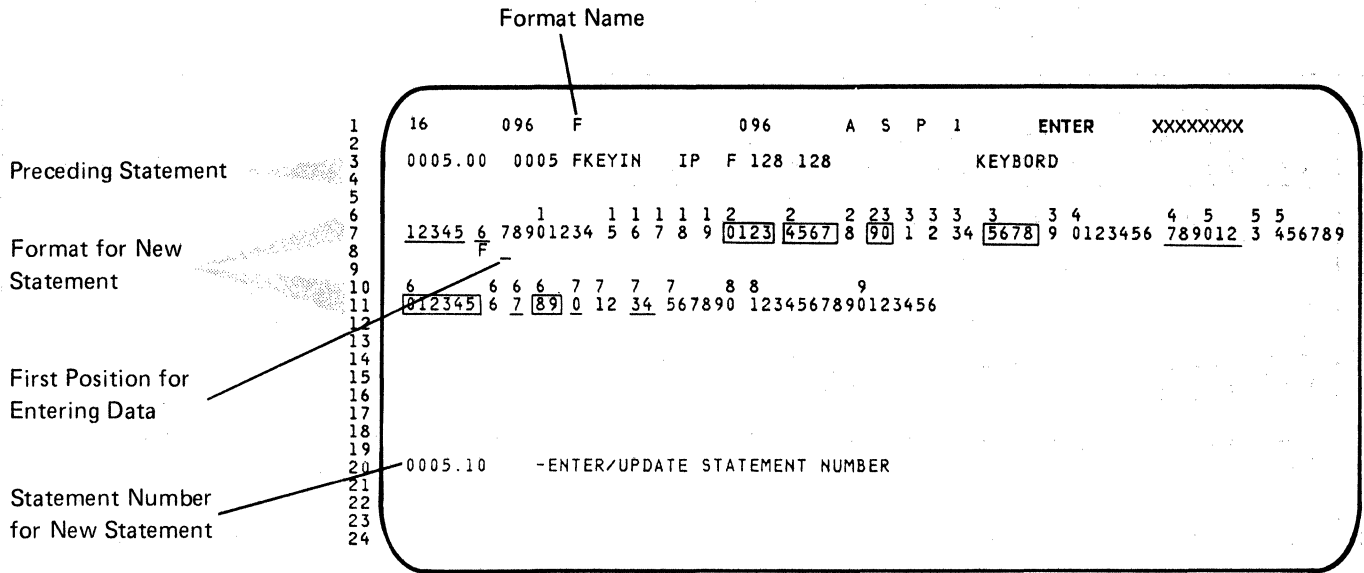 Format Name
1 16 096 F 096 A S P 1 ENTER XXXXXXXX
2
Preceding Statement 3 0005.00 0005 FKEYIN IP F 128 128 KEYBORD
4
5
6 1 1 1 1 1 1 2 2 2 23 3 3 3 3 3 4 4 5 5 5
Format for New 7 12345 6 78901234 5 6 7 8 9 0123 4567 8 90 1 2 34 5678 9 0123456 789012 3 456789
Statement 8 F _
9
10 6 6 6 6 7 7 7 7 8 8 9
11 012345 6 7 89 0 12 34 567890 1234567890123456
12
13
14
First Position for 15
Entering Data 16
17
18
19
20 0005.10 -ENTER/UPDATE STATEMENT NUMBER
21
Statement Number 22
for New Statement 23
24